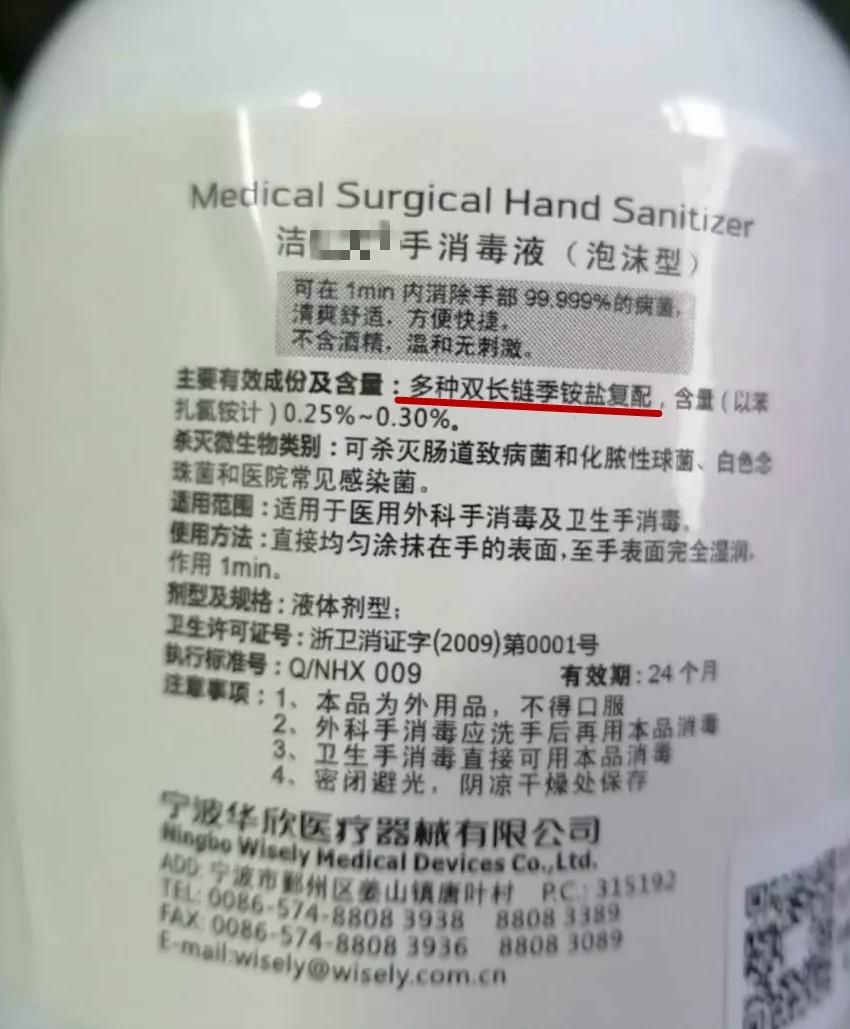 Medical Surgical Hand Sanitizer
洁手消毒液（泡沫型）
可在1min内消除手部99.999%的病菌，
清爽舒适，方便快捷。
不含酒精，温和无刺激。
主要有效成份及含量：多种双长链季铵盐复配，含量（以苯
扎氯铵计）0.25%~0.30%。
杀灭微生物类别：可杀灭肠道致病菌和化脓性球菌、白色念
珠菌和医院常见感染菌。
适用范围：适用于医用外科手消毒及卫生手消毒。
使用方法：直接均匀涂抹在手的表面，至手表面完全湿润，
作用1min。
剂型及规格：液体剂型；
卫生许可证号：浙卫消证字(2009)第0001号
执行标准号：Q/NHX 009 有效期：24个月
注意事项：1、本品为外用品，不得口服
2、外科手消毒应洗手后再用本品消毒
3、卫生手消毒直接可用本品消毒
4、密闭避光，阴凉干燥处保存
宁波华欣医疗器械有限公司
Ningbo Wisely Medical Devices Co.,Ltd.
ADD: 宁波市鄞州区姜山镇唐叶村 P.C.: 315192
TEL: 0086-574-8808 3938 8808 3389
FAX: 0086-574-8808 3936 8808 3089
E-mail:wisely@wisely.com.cn